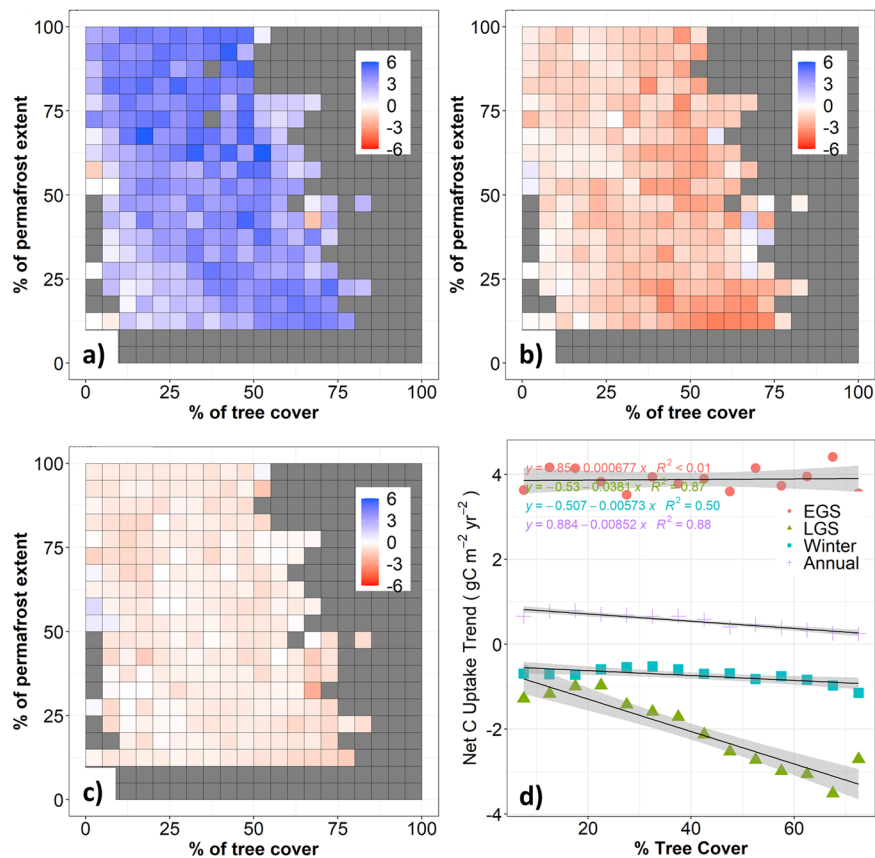 100
75
50
25
0
% of permafrost extent
6
3
0
-3
-6
a)
0 25 50 75 100
% of tree cover
100
75
50
25
0
% of permafrost extent
6
3
0
-3
-6
b)
0 25 50 75 100
% of tree cover
100
75
50
25
0
% of permafrost extent
6
3
0
-3
-6
c)
0 25 50 75 100
% of tree cover
4
2
0
-2
-4
Net C Uptake Trend ( gC m⁻² yr⁻²)
0.000677 x R² < 0.01
y = −0.53−0.0381 x R² = 0.87
y = −0.507−0.00573 x R² = 0.50
y = 0.884−0.00852 x R² = 0.88
EGS
LGS
Winter
Annual
d)
20 40 60
% Tree Cover